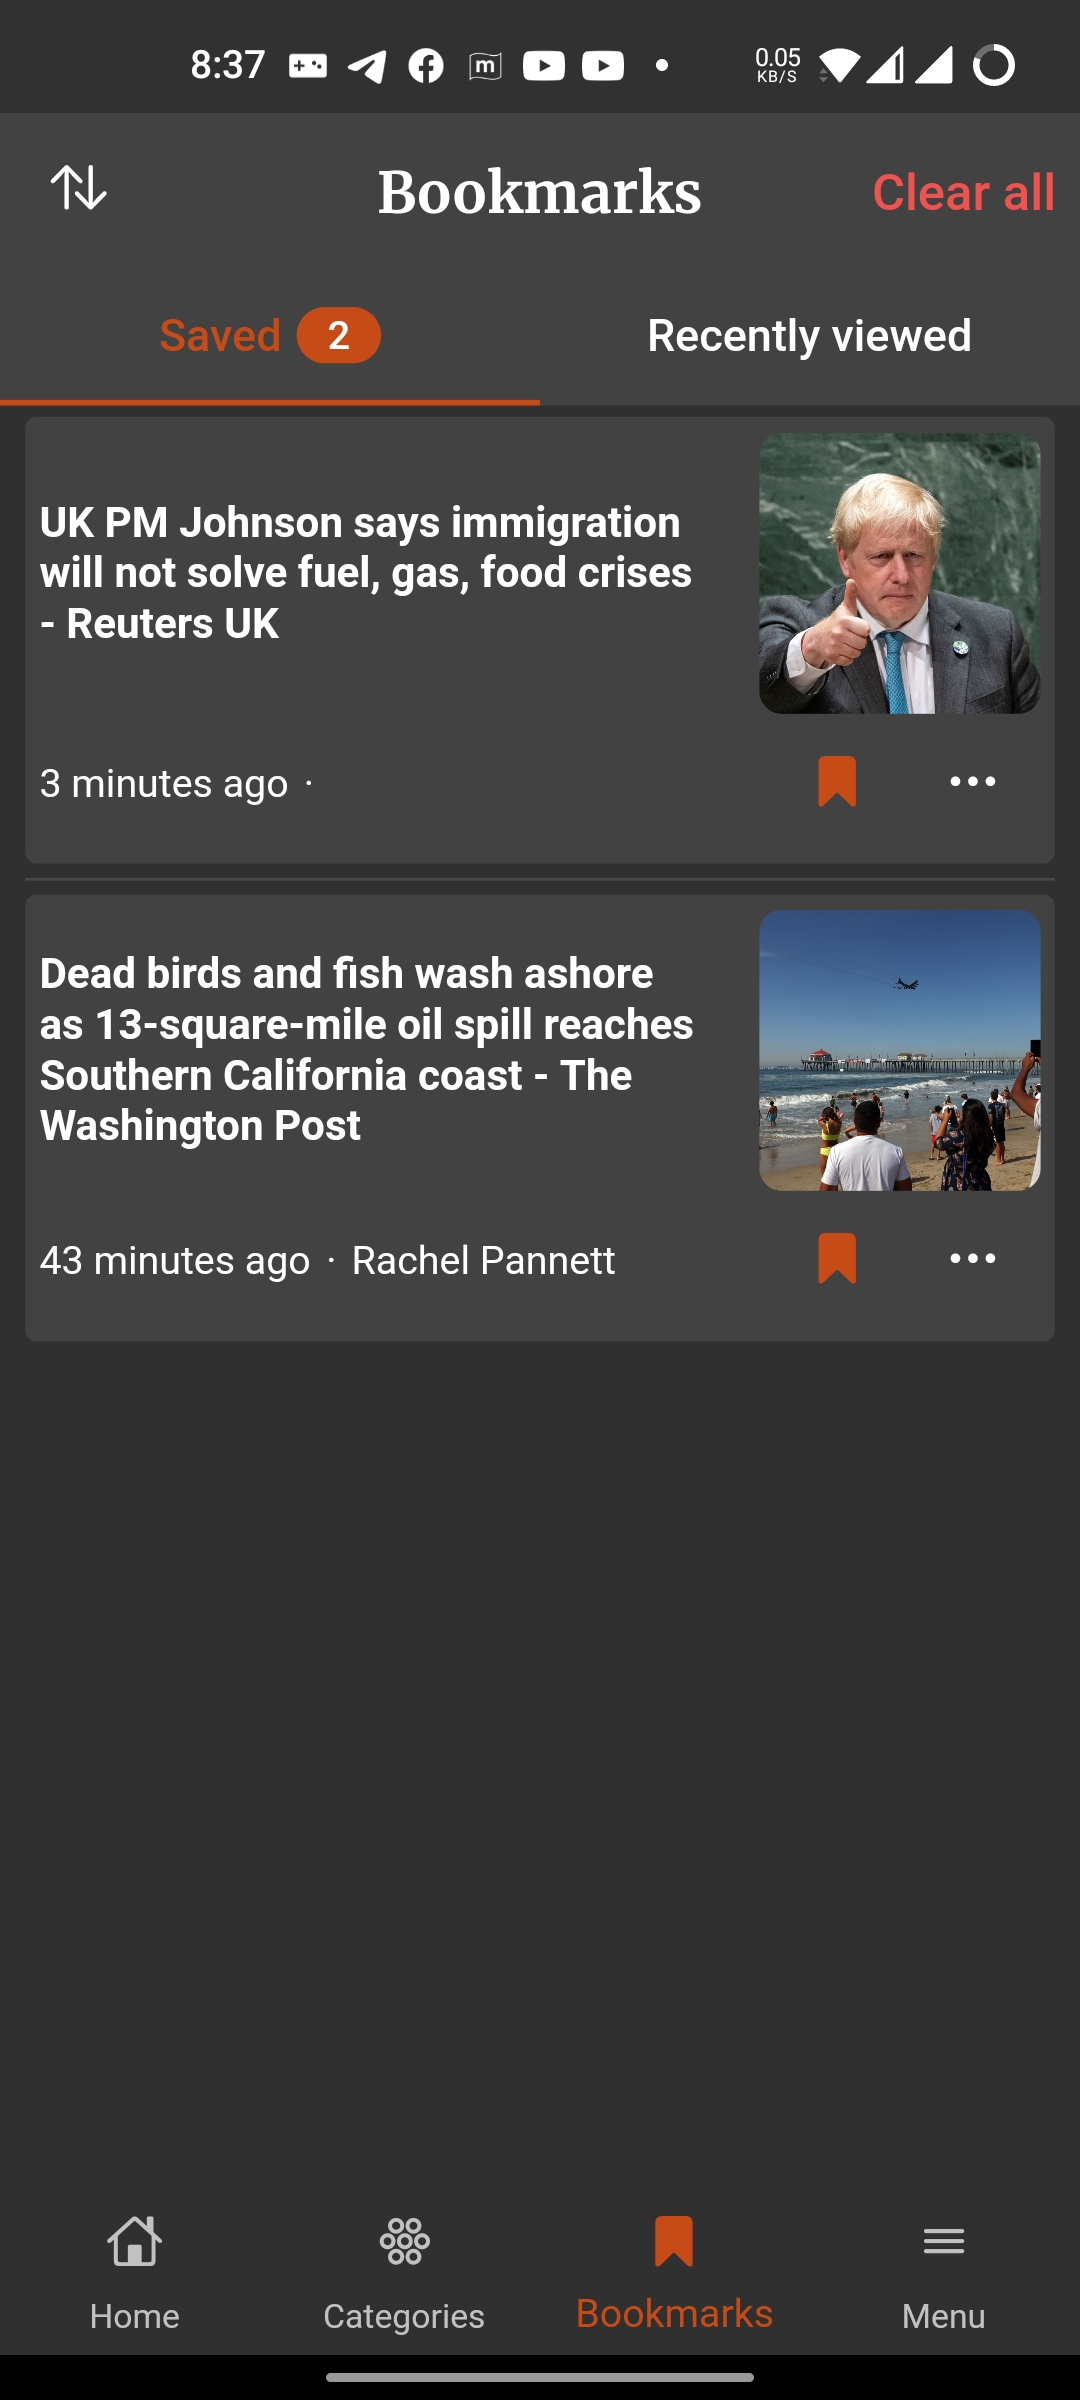 8:37
m
0.05
KB/S
Bookmarks
Clear all
Saved 2
Recently viewed
UK PM Johnson says immigration
will not solve fuel, gas, food crises
- Reuters UK
3 minutes ago ·
Dead birds and fish wash ashore
as 13-square-mile oil spill reaches
Southern California coast - The
Washington Post
43 minutes ago · Rachel Pannett
Home
Categories
Bookmarks
Menu